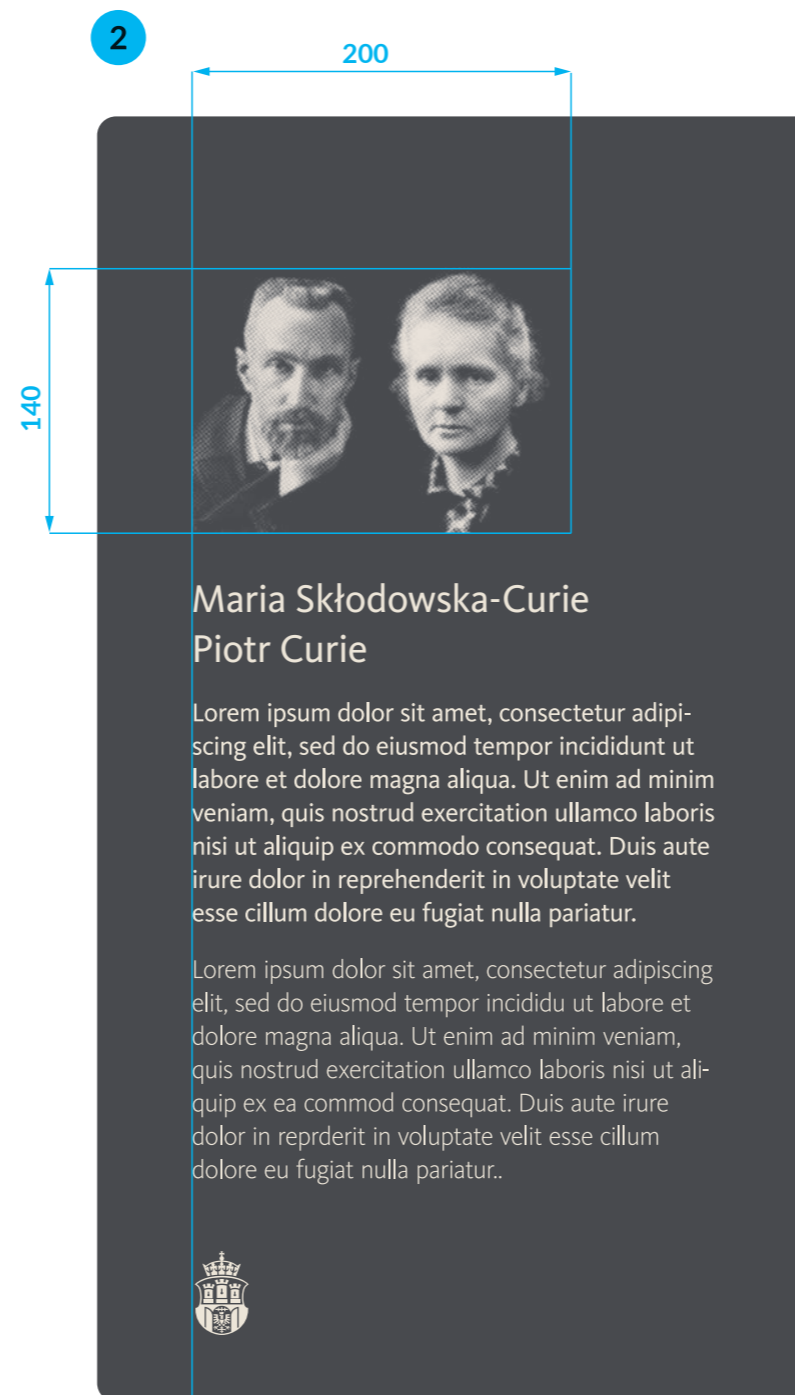 2
200
140
Maria Skłodowska-Curie
Piotr Curie
Lorem ipsum dolor sit amet, consectetur adipi-
scing elit, sed do eiusmod tempor incididunt ut
labore et dolore magna aliqua. Ut enim ad minim
veniam, quis nostrud exercitation ullamco laboris
nisi ut aliquip ex commodo consequat. Duis aute
irure dolor in reprehenderit in voluptate velit
esse cillum dolore eu fugiat nulla pariatur.
Lorem ipsum dolor sit amet, consectetur adipiscing
elit, sed do eiusmod tempor incididu ut labore et
dolore magna aliqua. Ut enim ad minim veniam,
quis nostrud exercitation ullamco laboris nisi ut ali-
quip ex ea commod consequat. Duis aute irure
dolor in reprderit in voluptate velit esse cillum
dolore eu fugiat nulla pariatur..